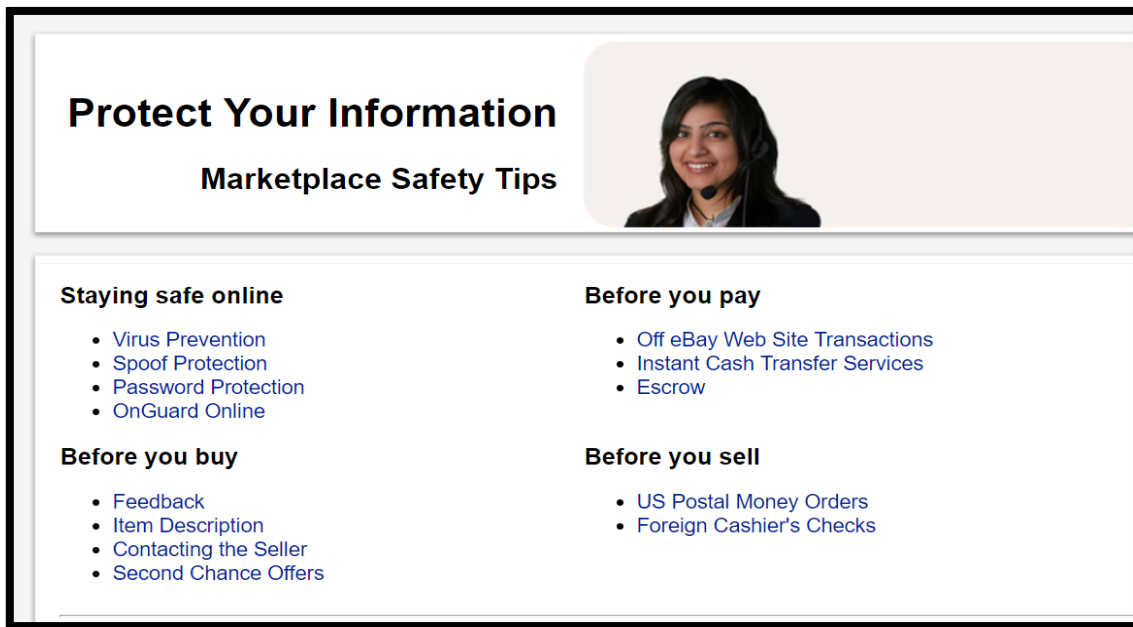 Protect Your Information
Marketplace Safety Tips
Staying safe online
Virus Prevention
Spoof Protection
Password Protection
OnGuard Online
Before you pay
Off eBay Web Site Transactions
Instant Cash Transfer Services
Escrow
Before you buy
Feedback
Item Description
Contacting the Seller
Second Chance Offers
Before you sell
US Postal Money Orders
Foreign Cashier's Checks